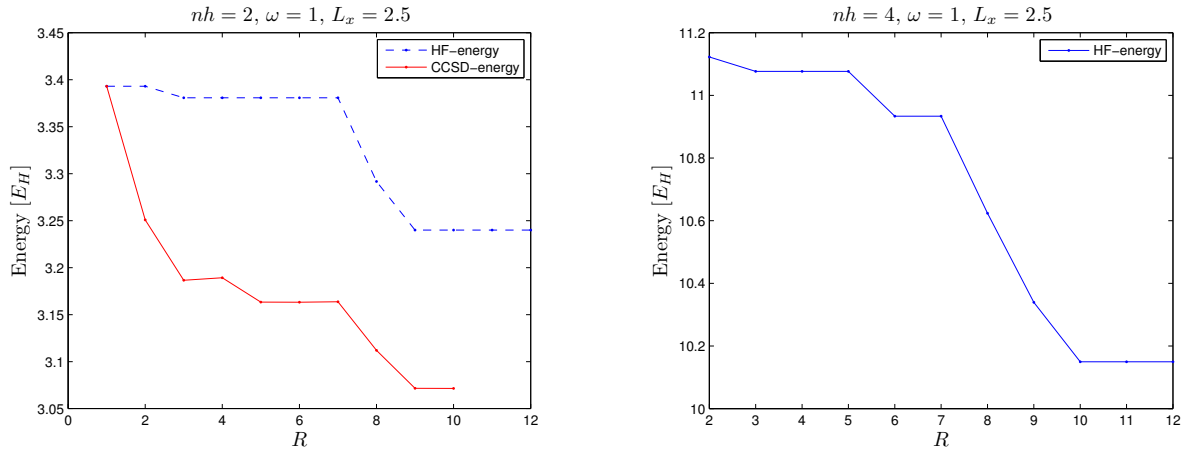 nh = 2, ω = 1, L_x = 2.5
3.45
3.4
3.35
3.3
3.25
3.2
3.15
3.1
3.05
Energy [E_H]
HF−energy
CCSD−energy
0 2 4 6 8 10 12
R
nh = 4, ω = 1, L_x = 2.5
11.2
11
10.8
10.6
10.4
10.2
10
Energy [E_H]
HF−energy
2 3 4 5 6 7 8 9 10 11 12
R